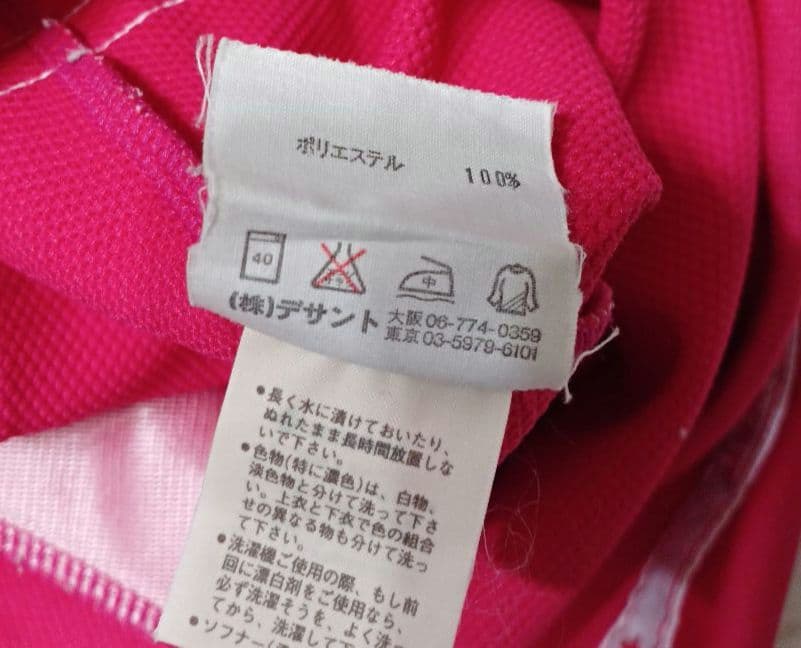 ポリエステル 100%
40
中
(株)デサント 大阪 06-774-0359
東京 03-5979-6101
●長く水に漬けておいたり、
ぬれたまま長時間放置しな
いで下さい。
●色物(特に濃色)は、白物、
淡色物と分けて洗って下さ
い。上衣と下衣で色の組合
せの異なる物も分けて洗っ
て下さい。
●洗濯機ご使用の際、もし前
回に漂白剤をご使用なら、
必ず洗濯そうを、よく洗っ
てから、洗濯して下
●ソフナー(